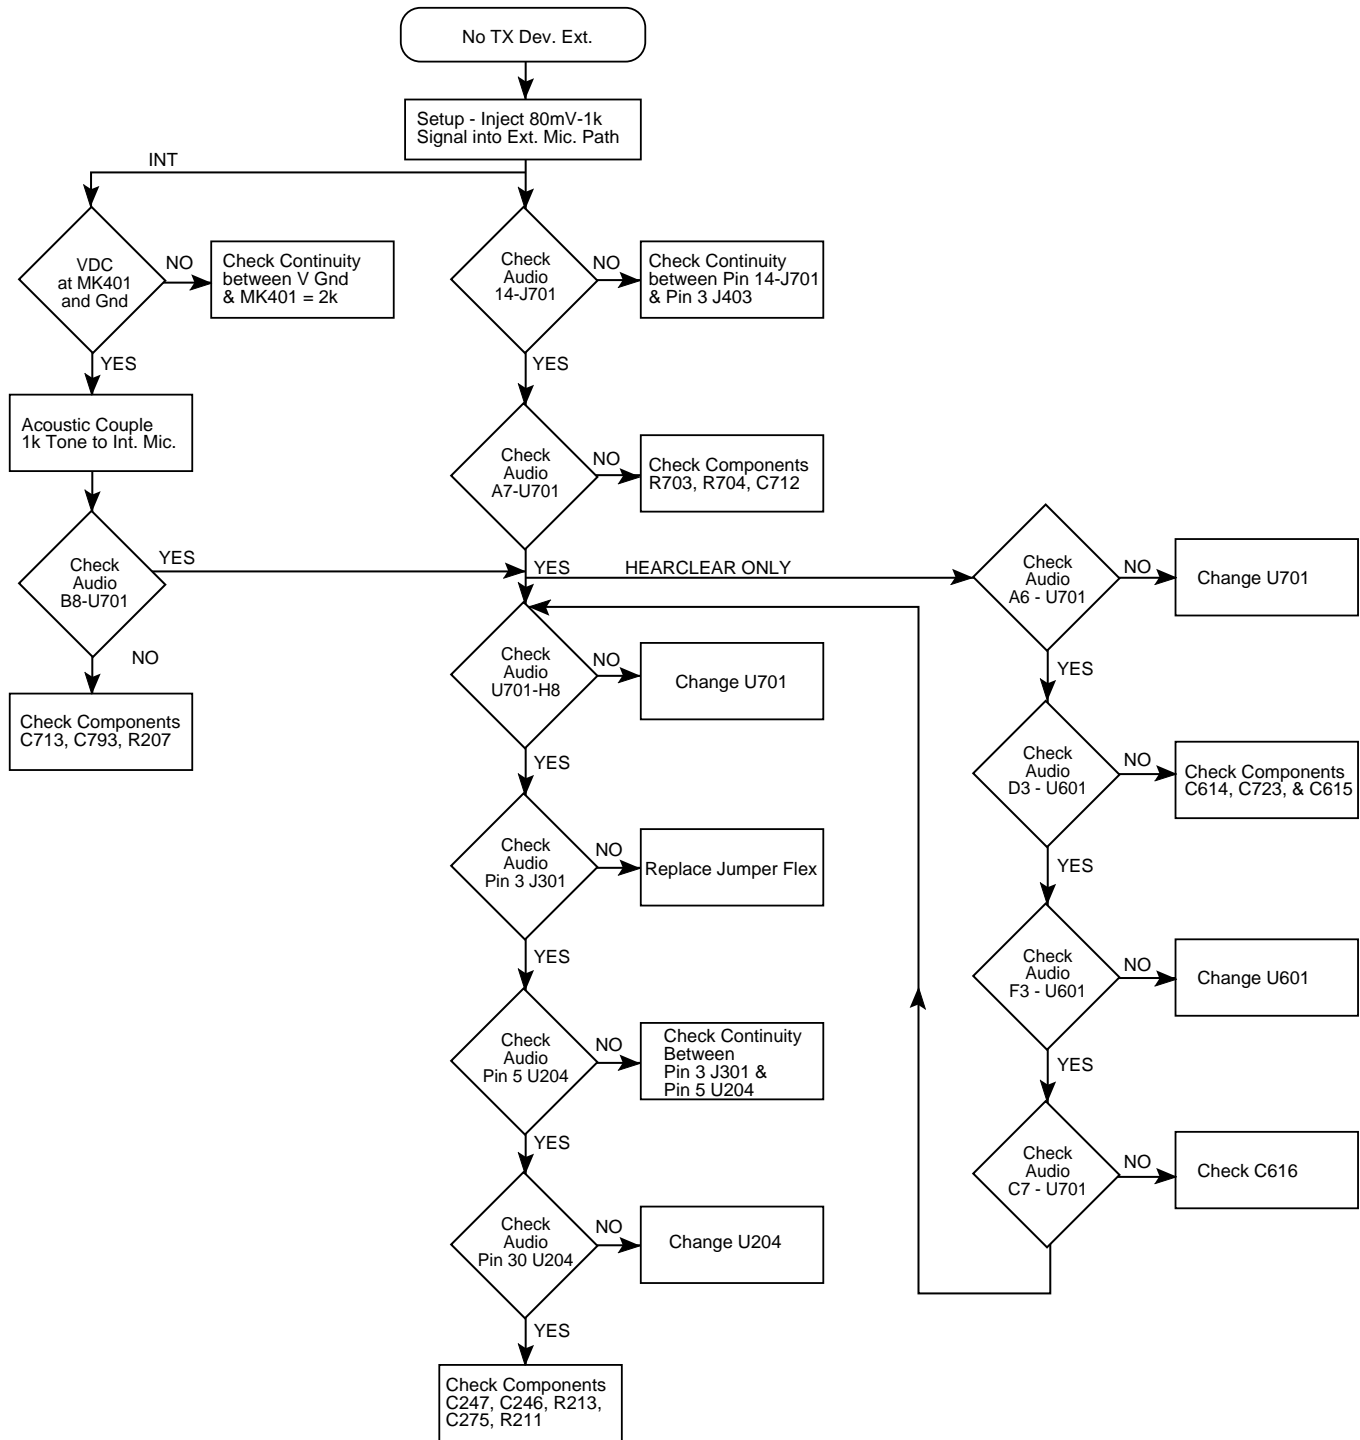 No TX Dev. Ext.
Setup - Inject 80mV-1k
Signal into Ext. Mic. Path
INT
VDC
at MK401
and Gnd
NO
Check Continuity
between V Gnd
& MK401 = 2k
YES
Acoustic Couple
1k Tone to Int. Mic.
Check
Audio
B8-U701
YES
NO
Check Components
C713, C793, R207
Check
Audio
14-J701
NO
Check Continuity
between Pin 14-J701
& Pin 3 J403
YES
Check
Audio
A7-U701
NO
Check Components
R703, R704, C712
YES
HEARCLEAR ONLY
Check
Audio
U701-H8
NO
Change U701
YES
Check
Audio
Pin 3 J301
NO
Replace Jumper Flex
YES
Check
Audio
Pin 5 U204
NO
Check Continuity
Between
Pin 3 J301 &
Pin 5 U204
YES
Check
Audio
Pin 30 U204
NO
Change U204
YES
Check Components
C247, C246, R213,
C275, R211
Check
Audio
A6 - U701
NO
Change U701
YES
Check
Audio
D3 - U601
NO
Check Components
C614, C723, & C615
YES
Check
Audio
F3 - U601
NO
Change U601
YES
Check
Audio
C7 - U701
NO
Check C616